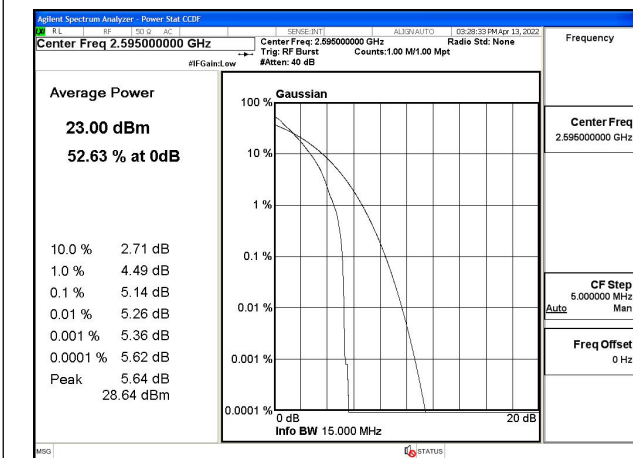 Agilent Spectrum Analyzer - Power Stat CCDF
RL RF 50 Ω AC SENSE:INT ALIGN AUTO 03:28:33 PM Apr 13, 2022
Center Freq 2.595000000 GHz
Center Freq: 2.595000000 GHz Radio Std: None
Trig: RF Burst Counts:1.00 M/1.00 Mpt
#IFGain:Low #Atten: 40 dB
Frequency
Average Power
23.00 dBm
52.63 % at 0dB
10.0 % 2.71 dB
1.0 % 4.49 dB
0.1 % 5.14 dB
0.01 % 5.26 dB
0.001 % 5.36 dB
0.0001 % 5.62 dB
Peak 5.64 dB
28.64 dBm
Gaussian
100 %
10 %
1 %
0.1 %
0.01 %
0.001 %
0.0001 %
0 dB 20 dB
Info BW 15.000 MHz
Center Freq
2.595000000 GHz
CF Step
5.000000 MHz
Auto Man
Freq Offset
0 Hz
MSG STATUS